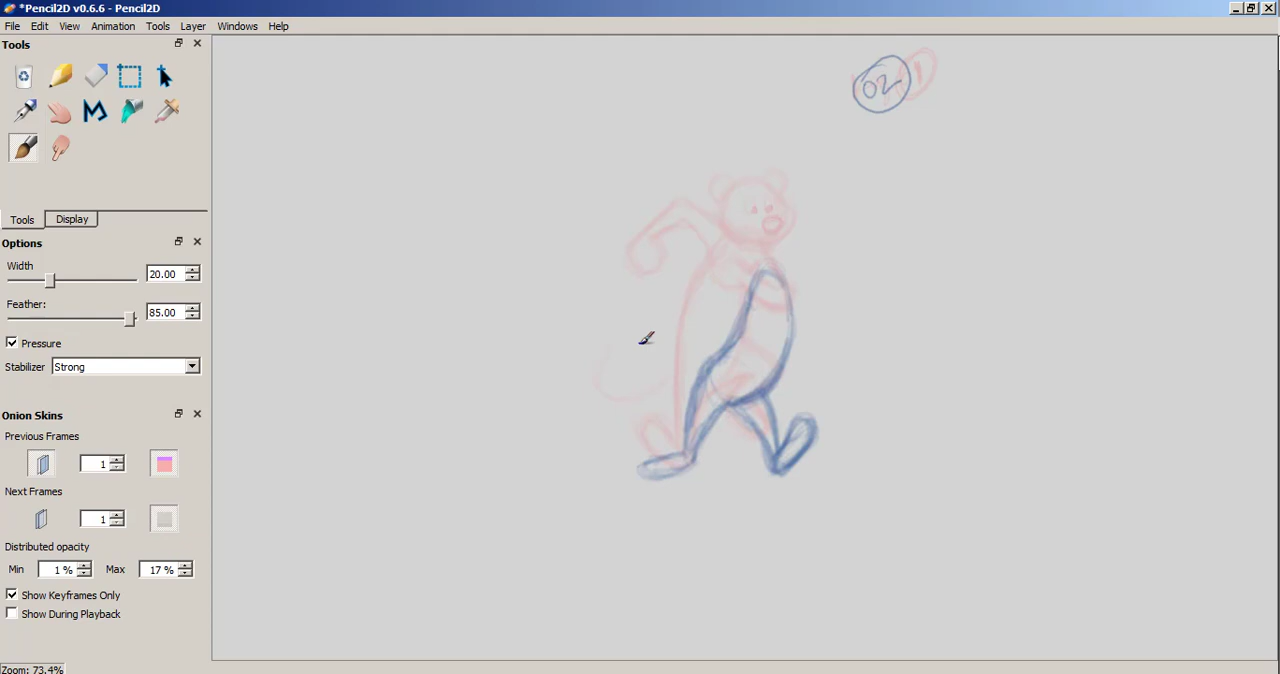 *Pencil2D v0.6.6 - Pencil2D
File Edit View Animation Tools Layer Windows Help
Tools
Tools Display
Options
Width
20.00
Feather:
85.00
Pressure
Stabilizer Strong
Onion Skins
Previous Frames
1
Next Frames
1
Distributed opacity
Min 1 % Max 17 %
Show Keyframes Only
Show During Playback
Zoom: 73.4%
02 1